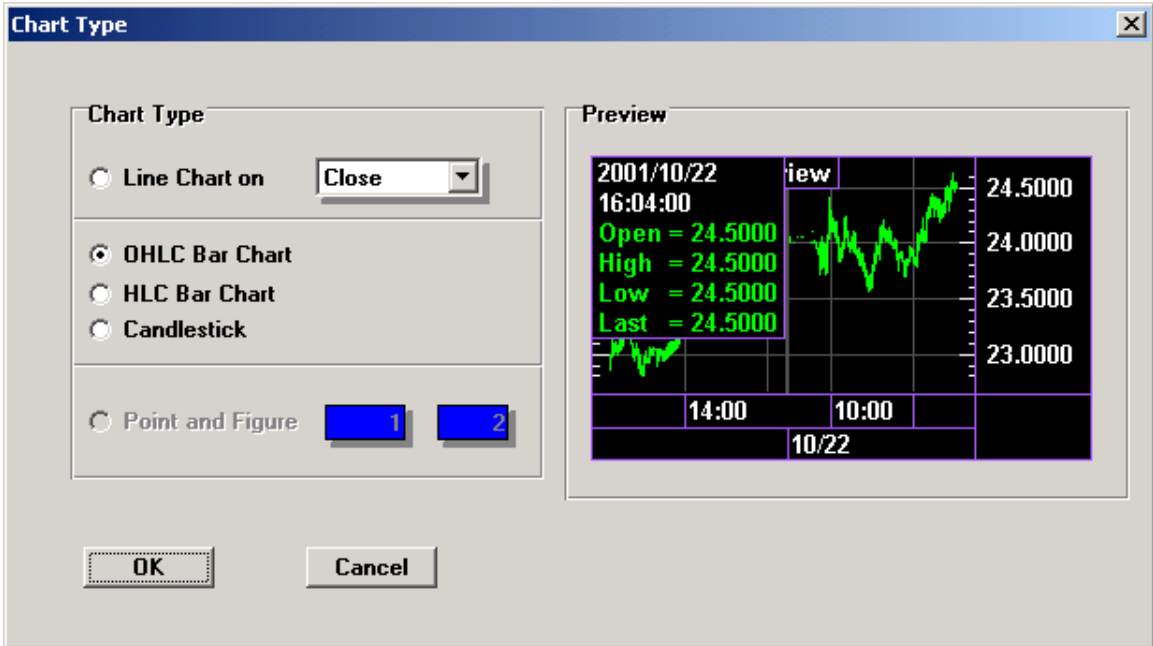 Chart Type
Chart Type
Line Chart on
Close
OHLC Bar Chart
HLC Bar Chart
Candlestick
Point and Figure
1
2
Preview
2001/10/22
iew
16:04:00
Open = 24.5000
High = 24.5000
Low = 24.5000
Last = 24.5000
24.5000
24.0000
23.5000
23.0000
14:00
10:00
10/22
OK
Cancel